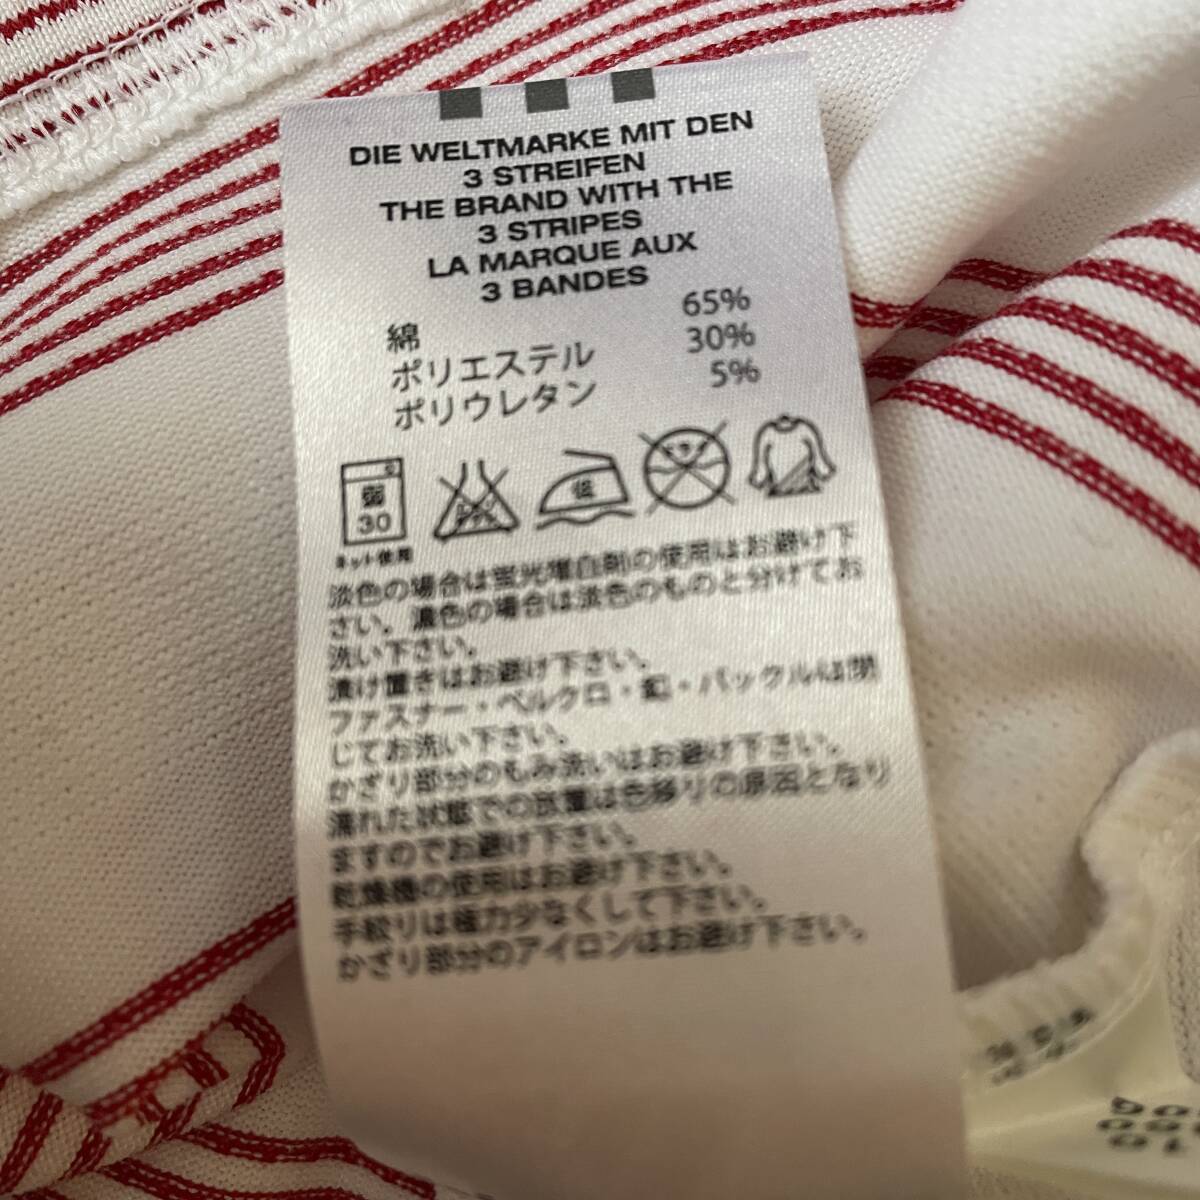 DIE WELTMARKE MIT DEN
3 STREIFEN
THE BRAND WITH THE
3 STRIPES
LA MARQUE AUX
3 BANDES
綿 65%
ポリエステル 30%
ポリウレタン 5%
弱
30
低
ネット使用
淡色の場合は蛍光増白剤の使用はお避け下
さい。濃色の場合は淡色のものと分けてお
洗い下さい。
漬け置きはお避け下さい。
ファスナー・ベルクロ・釦・バックルは閉
じてお洗い下さい。
かざり部分のもみ洗いはお避け下さい。
濡れた状態での放置は色移りの原因となり
ますのでお避け下さい。
乾燥機の使用はお避け下さい。
手絞りは極力少なくして下さい。
かざり部分のアイロンはお避け下さい。